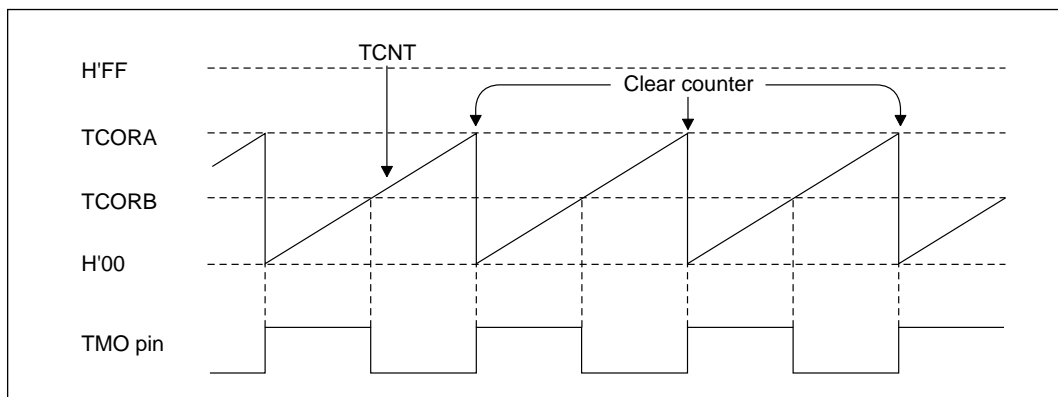 TCNT
H'FF
Clear counter
TCORA
TCORB
H'00
TMO pin